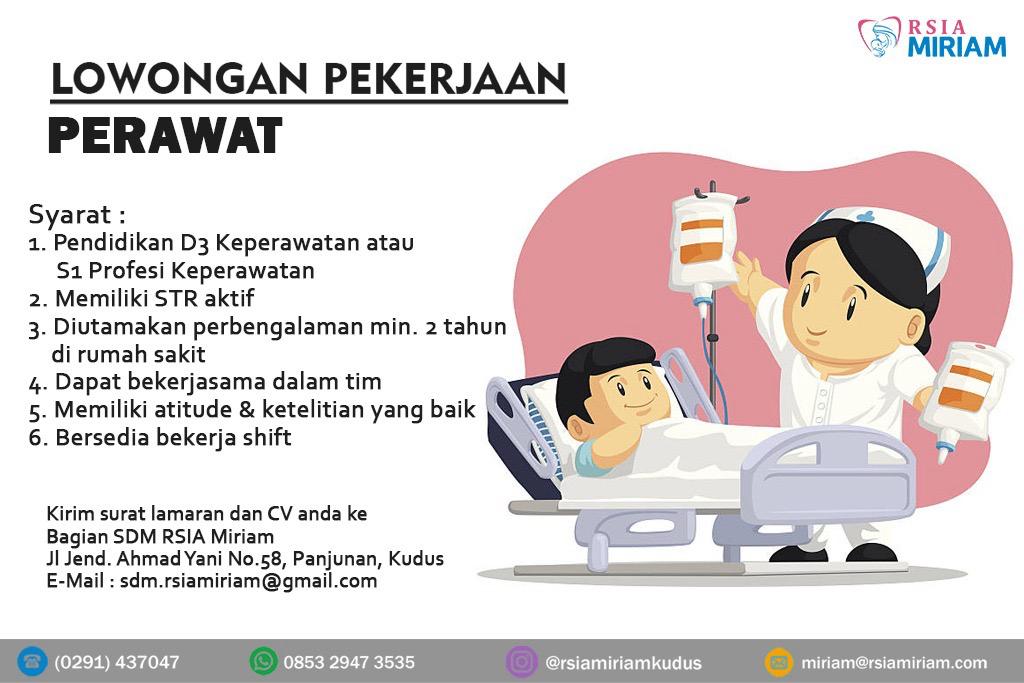 RSIA
MIRIAM
LOWONGAN PEKERJAAN
PERAWAT
Syarat :
1. Pendidikan D3 Keperawatan atau
S1 Profesi Keperawatan
2. Memiliki STR aktif
3. Diutamakan perbengalaman min. 2 tahun
di rumah sakit
4. Dapat bekerjasama dalam tim
5. Memiliki atitude & ketelitian yang baik
6. Bersedia bekerja shift
Kirim surat lamaran dan CV anda ke
Bagian SDM RSIA Miriam
Jl Jend. Ahmad Yani No.58, Panjunan, Kudus
E-Mail : sdm.rsiamiriam@gmail.com
(0291) 437047 0853 2947 3535 @rsiamiriamkudus miriam@rsiamiriam.com